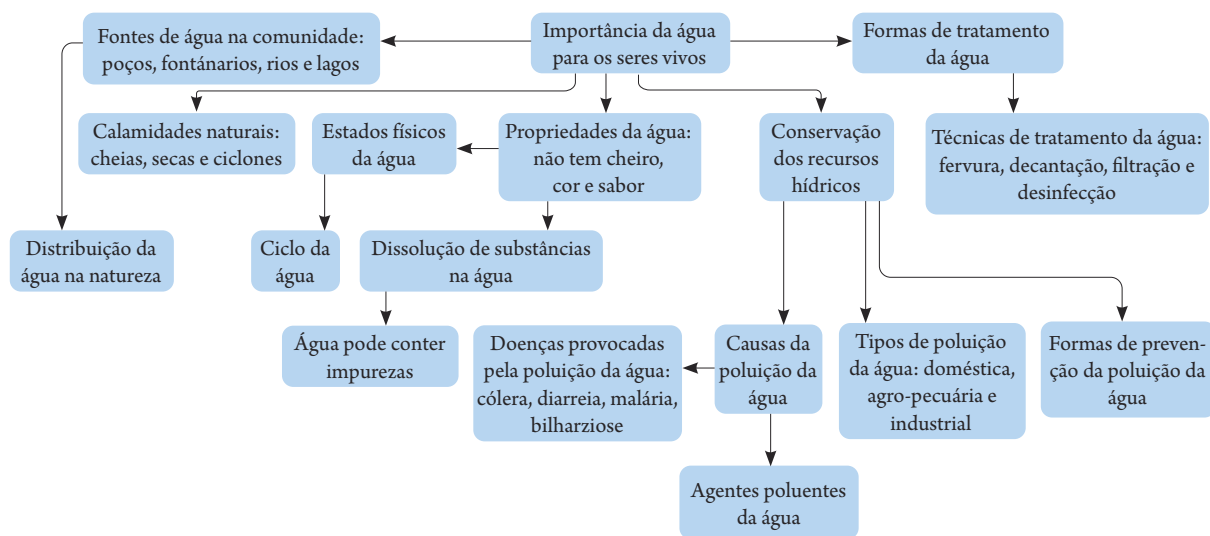 Fontes de água na comunidade:
poços, fontánarios, rios e lagos
Importância da água
para os seres vivos
Formas de tratamento
da água
Calamidades naturais:
cheias, secas e ciclones
Estados físicos
da água
Propriedades da água:
não tem cheiro,
cor e sabor
Conservação
dos recursos
hídricos
Técnicas de tratamento da água:
fervura, decantação, filtração e
desinfecção
Distribuição da
água na natureza
Ciclo da
água
Dissolução de substâncias
na água
Água pode conter
impurezas
Doenças provocadas
pela poluição da água:
cólera, diarreia, malária,
bilharziose
Causas da
poluição da
água
Tipos de poluição
da água: doméstica,
agro-pecuária e
industrial
Formas de preven-
ção da poluição da
água
Agentes poluentes
da água